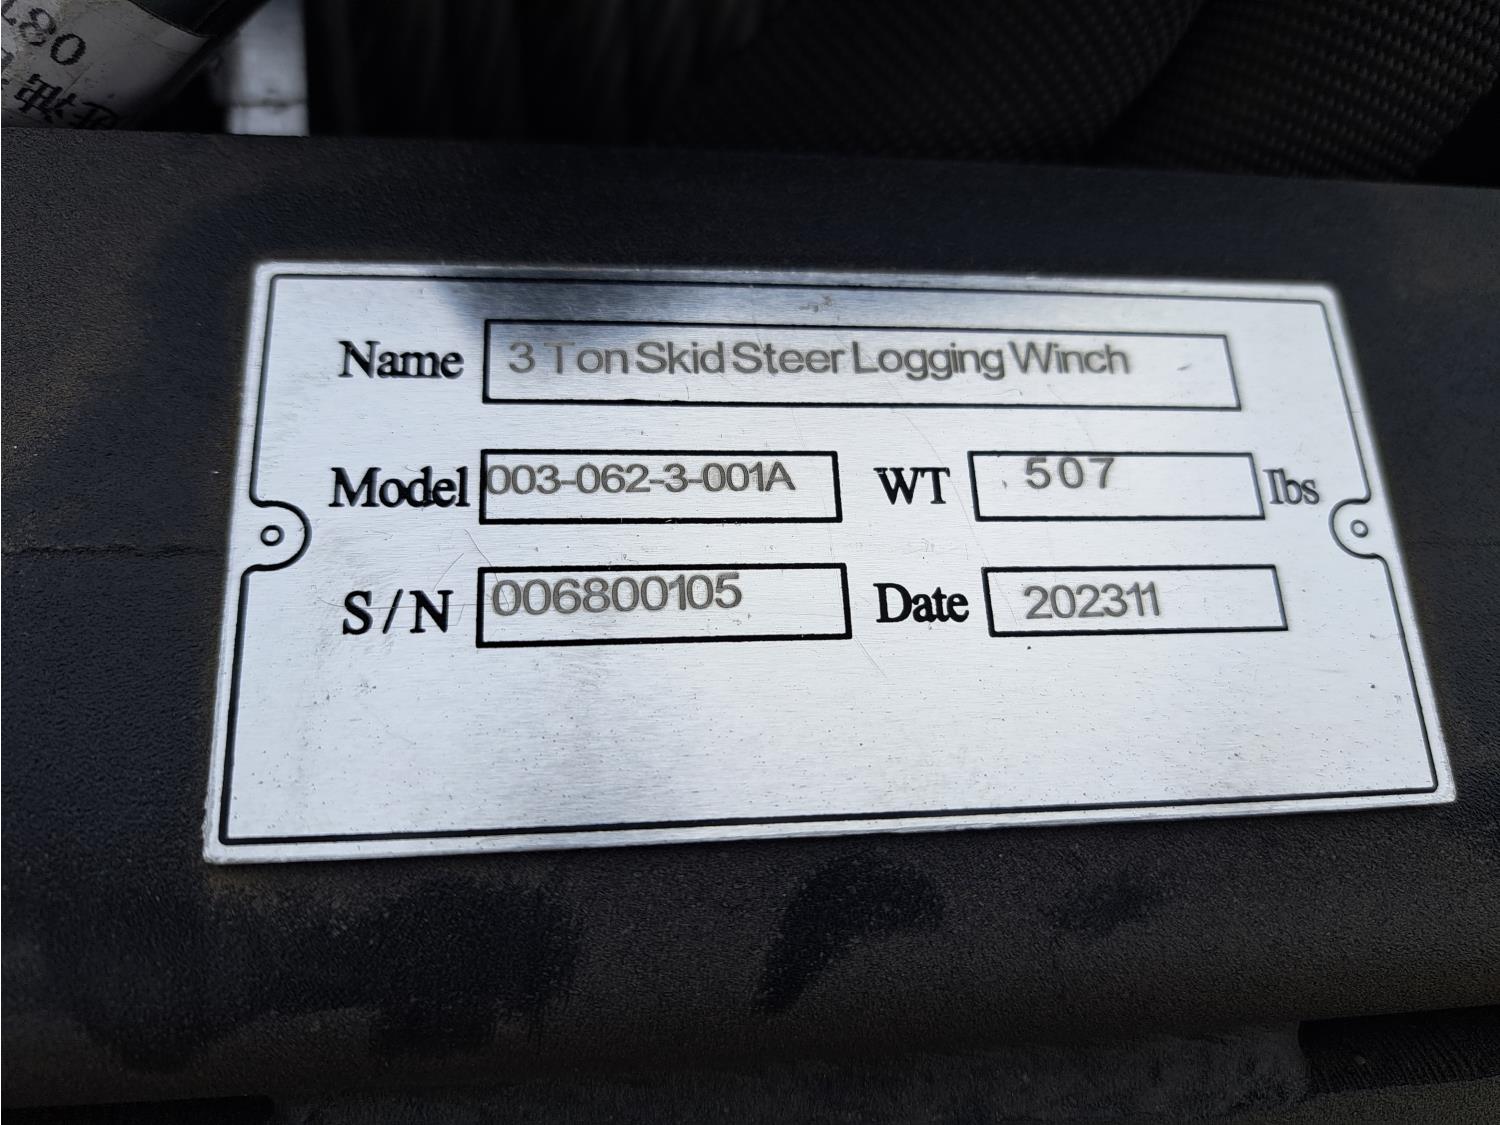 Name 3 Ton Skid Steer Logging Winch
Model 003-062-3-001A WT 507 lbs
S/N 006800105 Date 202311